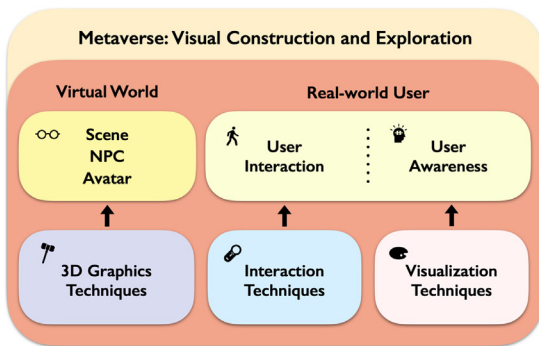 Metaverse: Visual Construction and Exploration
Virtual World
Real-world User
Scene
NPC
Avatar
User
Interaction
User
Awareness
3D Graphics
Techniques
Interaction
Techniques
Visualization
Techniques